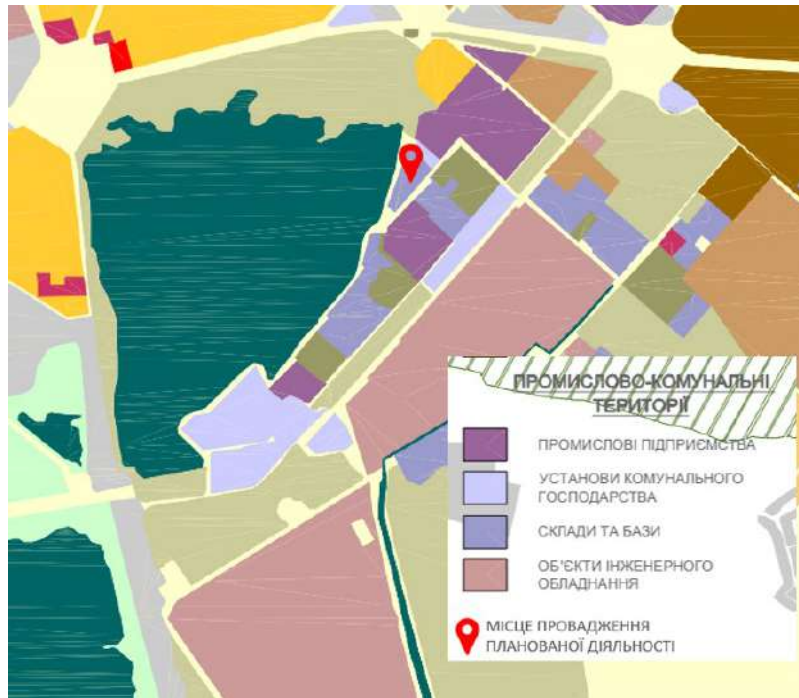 ПРОМИСЛОВО-КОМУНАЛЬНІ
ТЕРИТОРІЇ
ПРОМИСЛОВІ ПІДПРИЄМСТВА
УСТАНОВИ КОМУНАЛЬНОГО
ГОСПОДАРСТВА
СКЛАДИ ТА БАЗИ
ОБ'ЄКТИ ІНЖЕНЕРНОГО
ОБЛАДНАННЯ
МІСЦЕ ПРОВАДЖЕННЯ
ПЛАНОВАНОЇ ДІЯЛЬНОСТІ